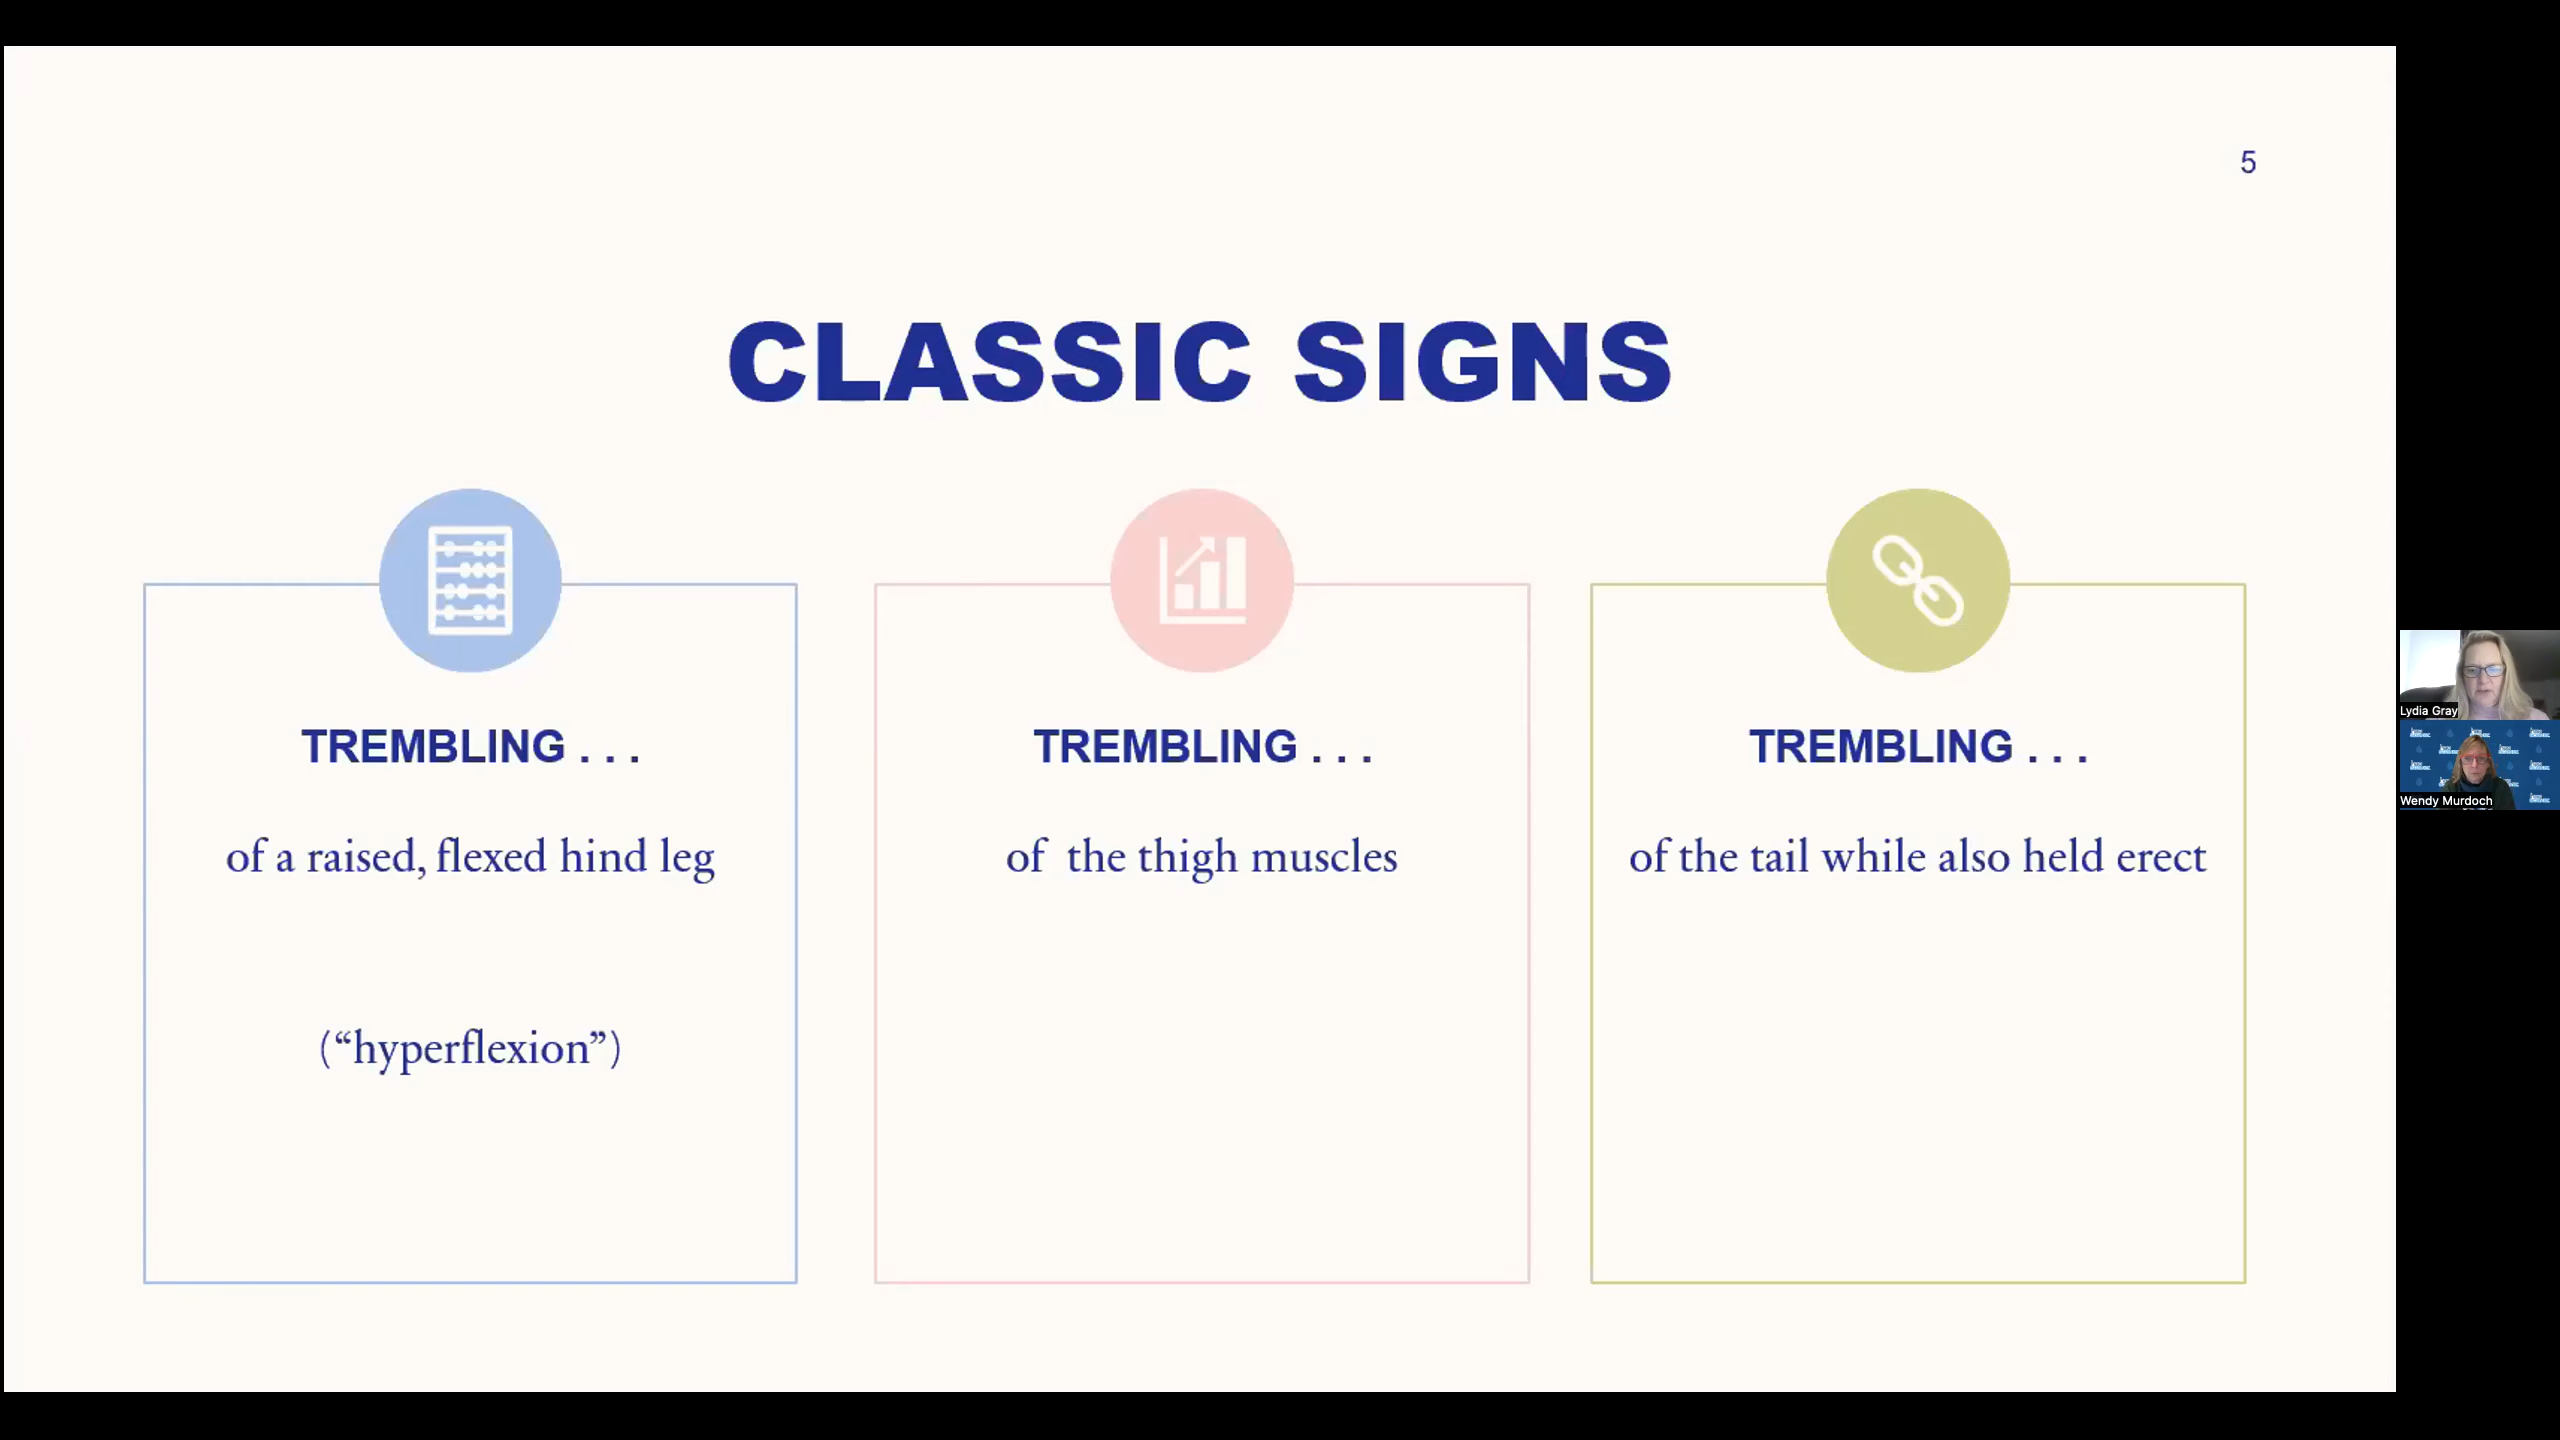 5
CLASSIC SIGNS
TREMBLING . . .
of a raised, flexed hind leg
(“hyperflexion”)
TREMBLING . . .
of the thigh muscles
TREMBLING . . .
of the tail while also held erect
Lydia Gray
Wendy Murdoch